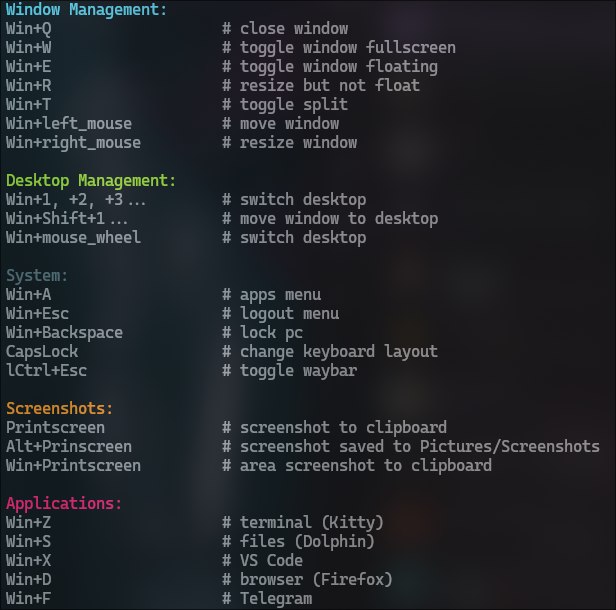 Window Management:
Win+Q # close window
Win+W # toggle window fullscreen
Win+E # toggle window floating
Win+R # resize but not float
Win+T # toggle split
Win+left_mouse # move window
Win+right_mouse # resize window
Desktop Management:
Win+1, +2, +3... # switch desktop
Win+Shift+1... # move window to desktop
Win+mouse_wheel # switch desktop
System:
Win+A # apps menu
Win+Esc # logout menu
Win+Backspace # lock pc
CapsLock # change keyboard layout
lCtrl+Esc # toggle waybar
Screenshots:
Printscreen # screenshot to clipboard
Alt+Prinscreen # screenshot saved to Pictures/Screenshots
Win+Printscreen # area screenshot to clipboard
Applications:
Win+Z # terminal (Kitty)
Win+S # files (Dolphin)
Win+X # VS Code
Win+D # browser (Firefox)
Win+F # Telegram